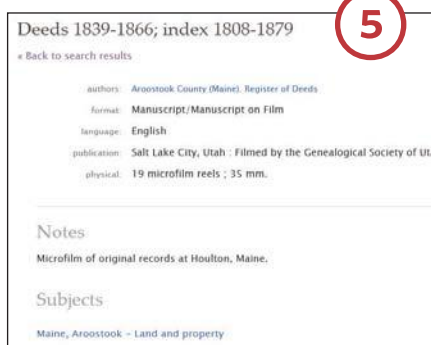 Deeds 1839-1866; index 1808-1879
5
« Back to search results
authors: Aroostook County (Maine). Register of Deeds
format: Manuscript/Manuscript on Film
language: English
publication: Salt Lake City, Utah : Filmed by the Genealogical Society of Ut
physical: 19 microfilm reels ; 35 mm.
Notes
Microfilm of original records at Houlton, Maine.
Subjects
Maine, Aroostook – Land and property